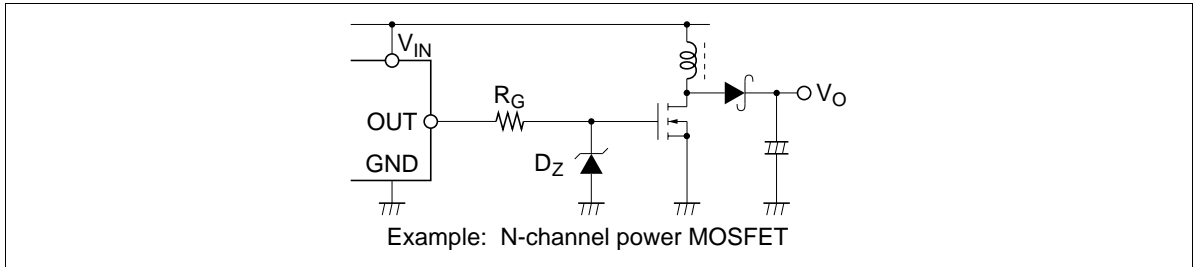 VIN
RG
VO
OUT
GND
DZ
Example: N-channel power MOSFET